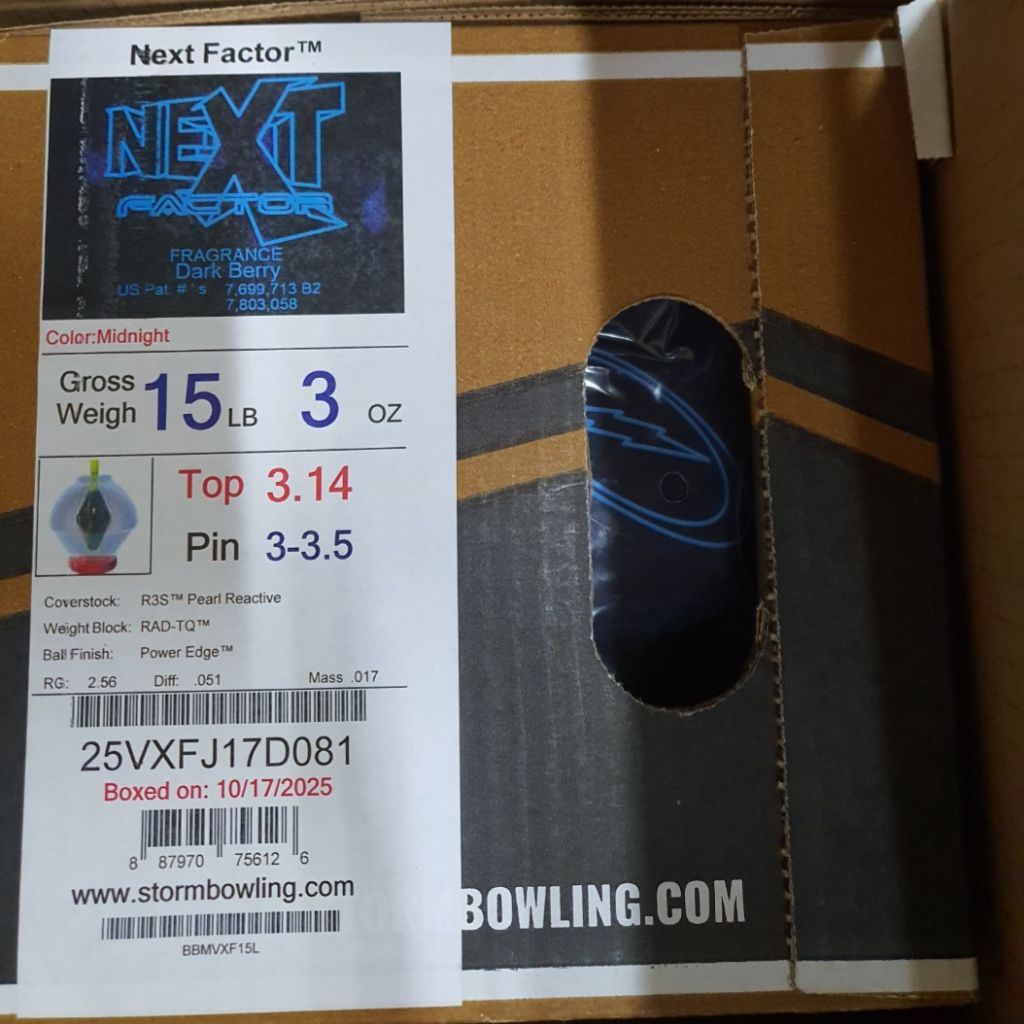 Next Factor™
NEXT
FACTOR
FRAGRANCE
Dark Berry
US Pat. #'s 7,699,713 B2
7,803,058
Color:Midnight
Gross Weigh 15 LB 3 OZ
Top 3.14
Pin 3-3.5
Coverstock: R3S™ Pearl Reactive
Weight Block: RAD-TQ™
Ball Finish: Power Edge™
RG: 2.56 Diff: .051 Mass .017
25VXFJ17D081
Boxed on: 10/17/2025
8 87970 75612 6
www.stormbowling.com
BBMVXF15L
BOWLING.COM